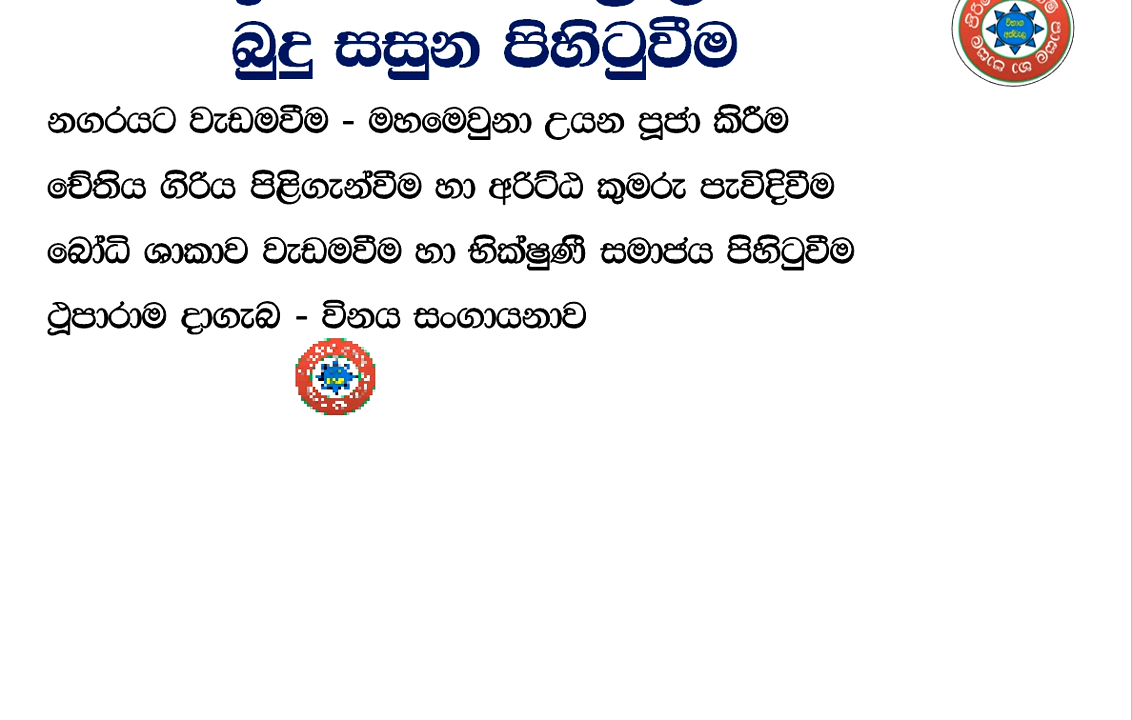 බුදු සසුන පිහිටුවීම
නගරයට වැඩමවීම - මහමෙවුනා උයන පූජා කිරීම
චේතිය ගිරිය පිළිගැන්වීම හා අරිට්ඨ කුමරු පැවිදිවීම
බෝධි ශාකාව වැඩමවීම හා භික්ෂුණී සමාජය පිහිටුවීම
ථූපාරාම දාගැබ - විනය සංගායනාව